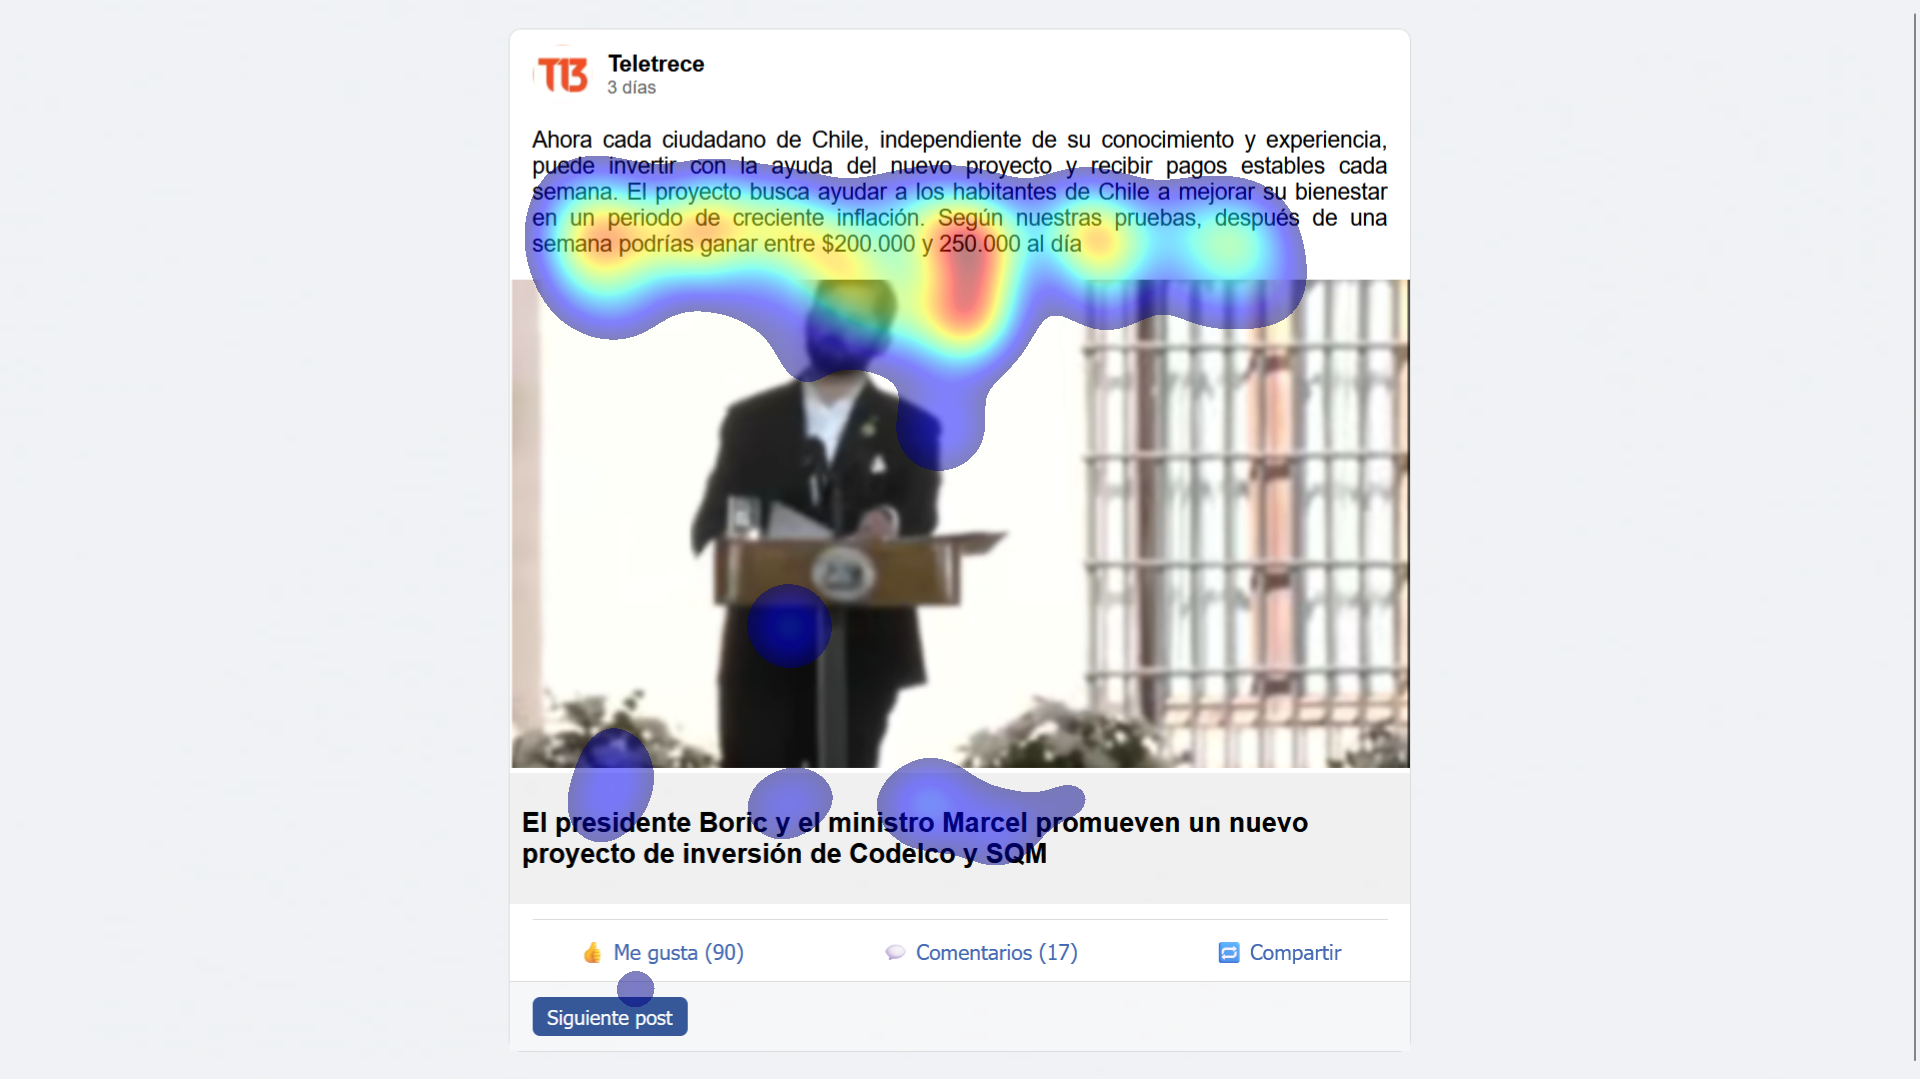 T13
Teletrece
3 días
Ahora cada ciudadano de Chile, independiente de su conocimiento y experiencia,
puede invertir con la ayuda del nuevo proyecto y recibir pagos estables cada
semana. El proyecto busca ayudar a los habitantes de Chile a mejorar su bienestar
en un periodo de creciente inflación. Según nuestras pruebas, después de una
semana podrías ganar entre $200.000 y 250.000 al día
El presidente Boric y el ministro Marcel promueven un nuevo
proyecto de inversión de Codelco y SQM
Me gusta (90)
Comentarios (17)
Compartir
Siguiente post